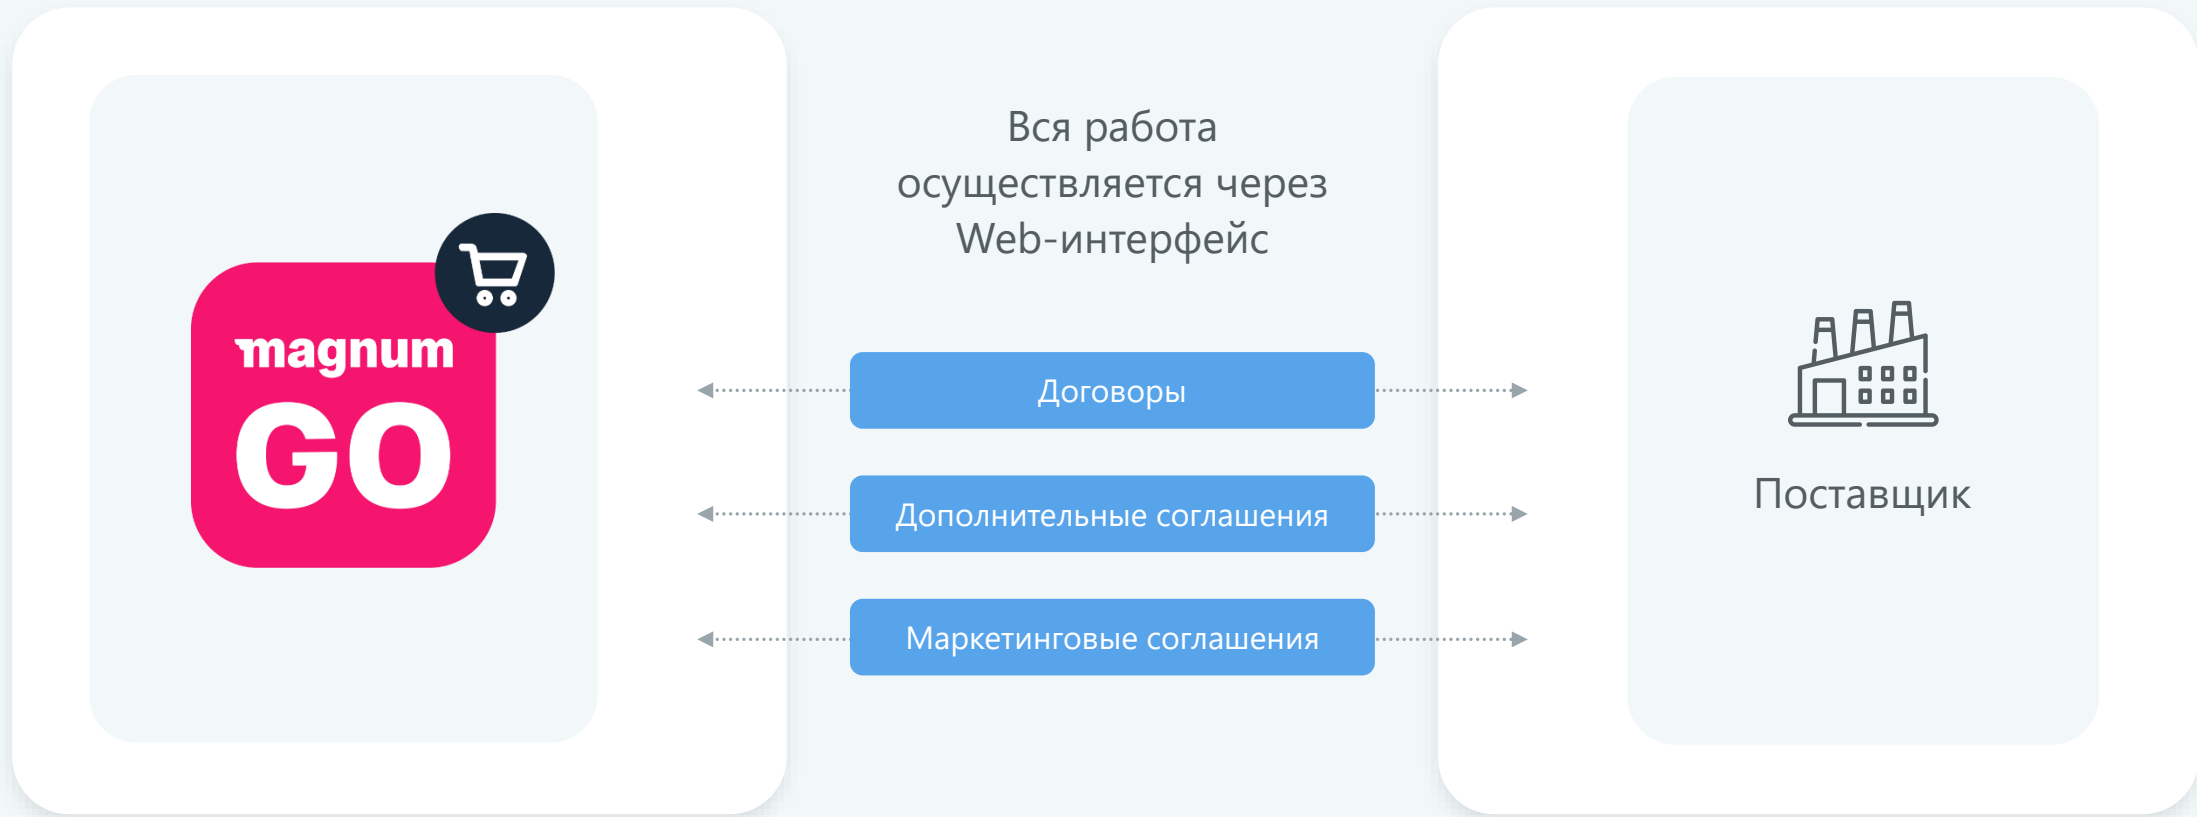 magnum
GO
Вся работа
осуществляется через
Web-интерфейс
Договоры
Дополнительные соглашения
Маркетинговые соглашения
Поставщик